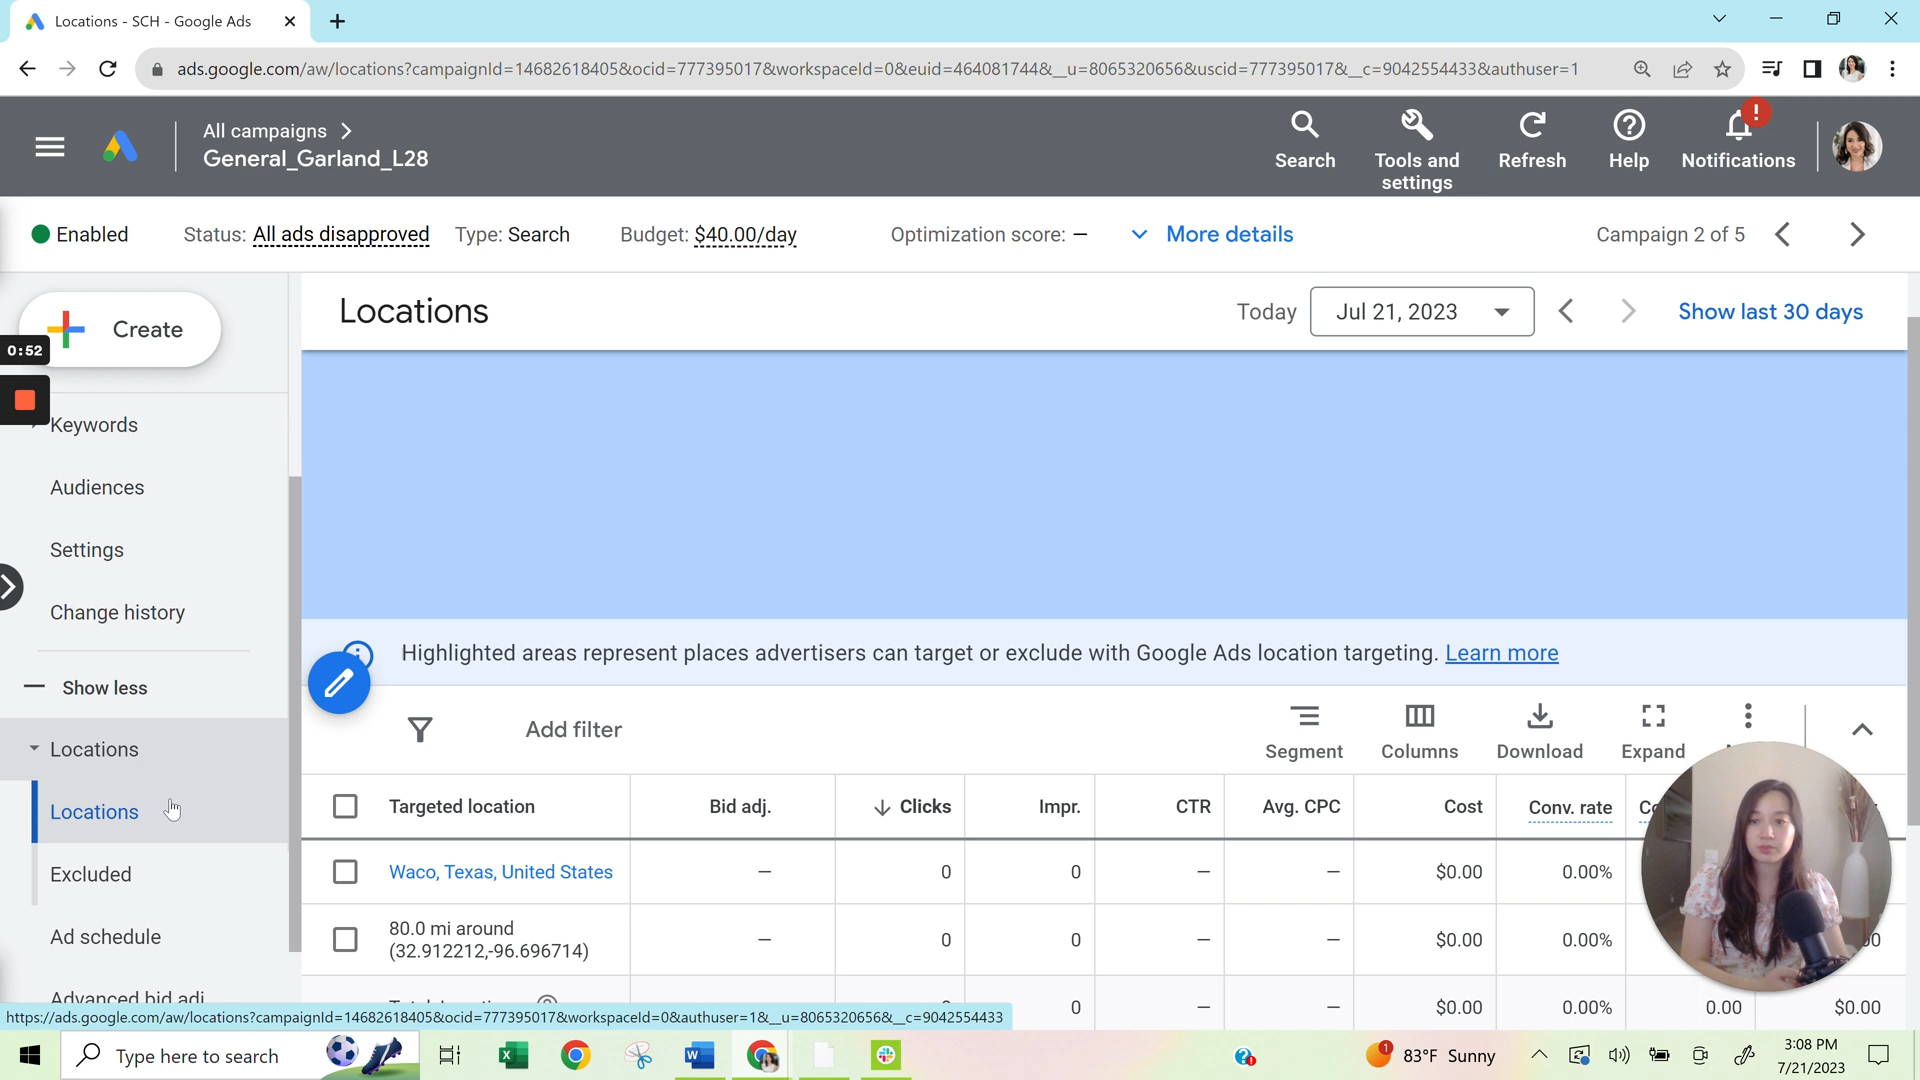 Locations - SCH - Google Ads
ads.google.com/aw/locations?campaignId=14682618405&ocid=777395017&workspaceId=0&euid=464081744&__u=8065320656&uscid=777395017&__c=9042554433&authuser=1
All campaigns
General_Garland_L28
Search
Tools and settings
Refresh
Help
!
Notifications
Enabled
Status: All ads disapproved
Type: Search
Budget: $40.00/day
Optimization score: —
More details
Campaign 2 of 5
Create
0:52
Keywords
Audiences
Settings
Change history
Show less
Locations
Locations
Excluded
Ad schedule
Advanced bid adj.
Locations
Today
Jul 21, 2023
Show last 30 days
Highlighted areas represent places advertisers can target or exclude with Google Ads location targeting. Learn more
Add filter
Segment
Columns
Download
Expand
Targeted location Bid adj. Clicks Impr. CTR Avg. CPC Cost Conv. rate
Waco, Texas, United States — 0 0 — — $0.00 0.00%
80.0 mi around
(32.912212,-96.696714) — 0 0 — — $0.00 0.00%
0 — — $0.00 0.00% 0.00 $0.00
https://ads.google.com/aw/locations?campaignId=14682618405&ocid=777395017&workspaceId=0&authuser=1&__u=8065320656&__c=9042554433
Type here to search
1
83°F Sunny
3:08 PM
7/21/2023